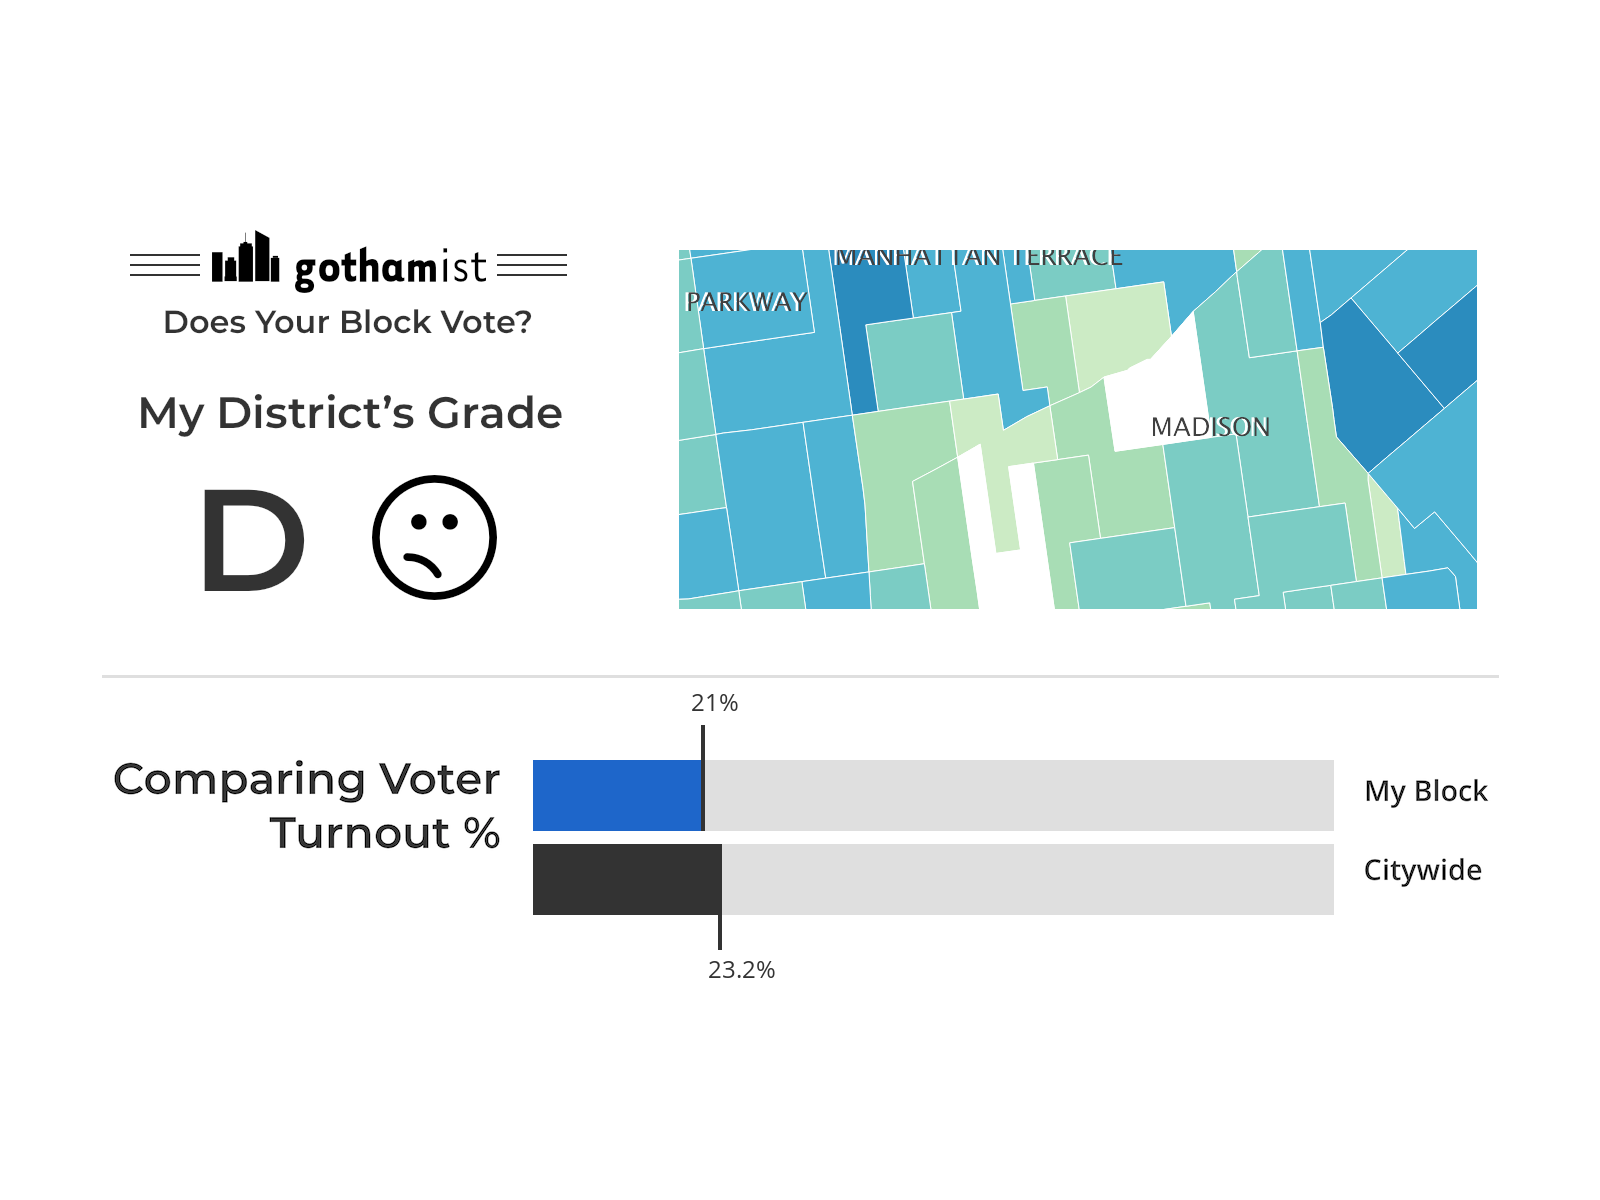 gothamist
Does Your Block Vote?
My District’s Grade
D
MANHATTAN TERRACE
PARKWAY
MADISON
21%
Comparing Voter
Turnout %
My Block
Citywide
23.2%